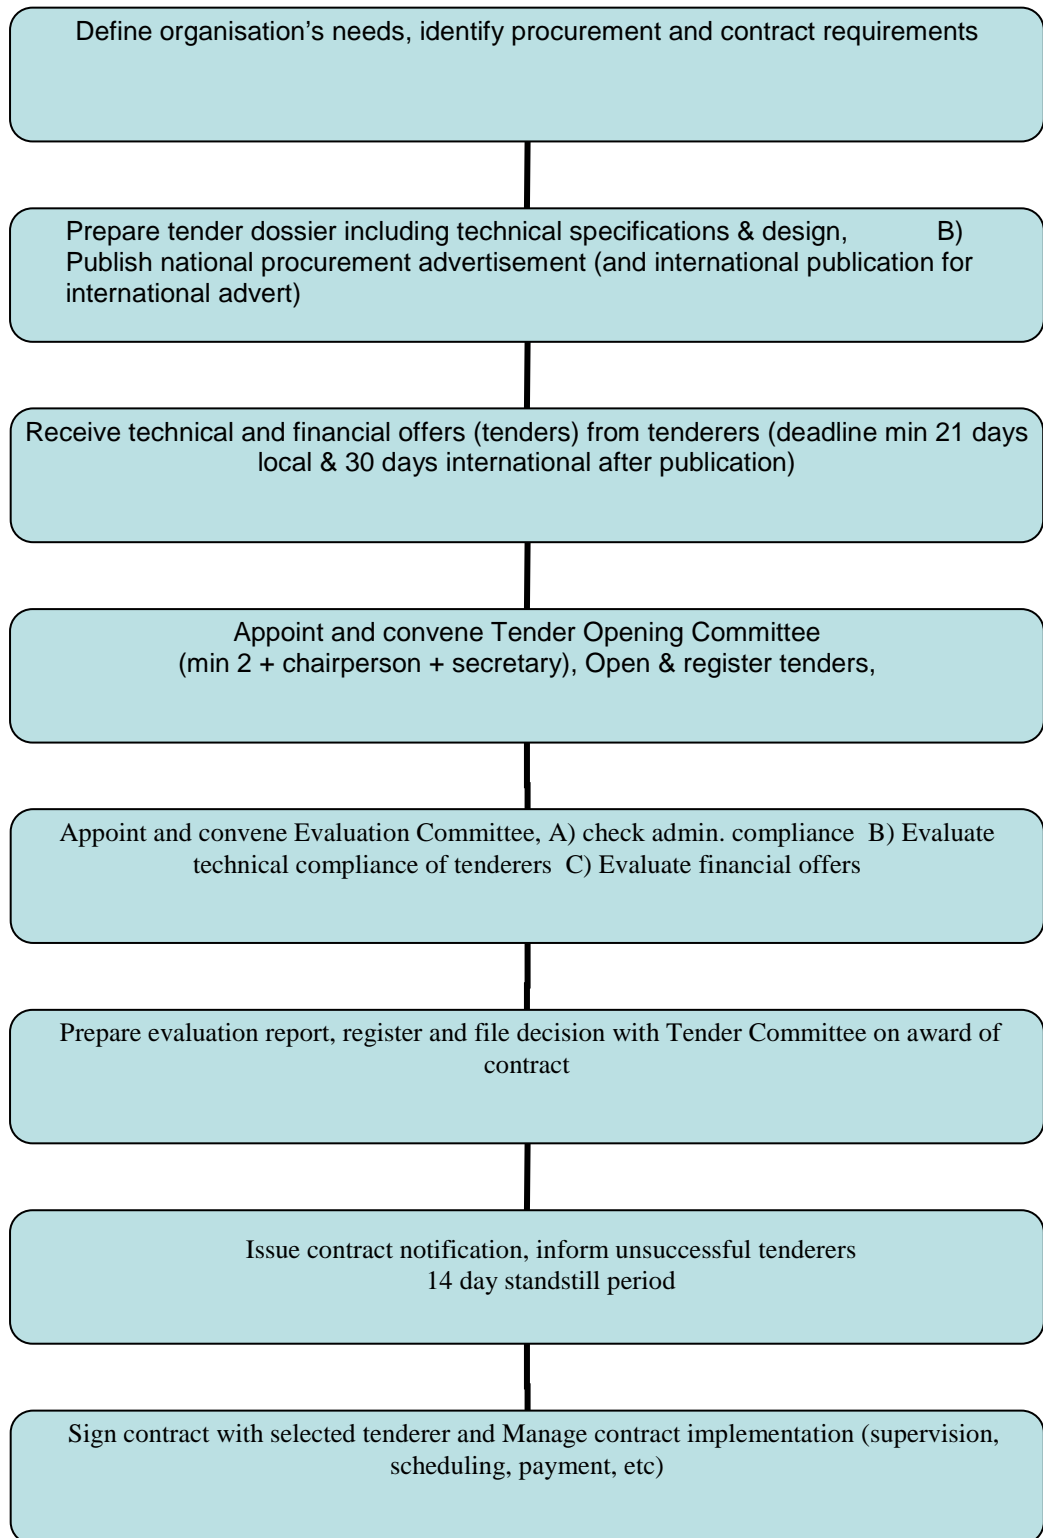 Define organisation’s needs, identify procurement and contract requirements
Prepare tender dossier including technical specifications & design, B)
Publish national procurement advertisement (and international publication for
international advert)
Receive technical and financial offers (tenders) from tenderers (deadline min 21 days
local & 30 days international after publication)
Appoint and convene Tender Opening Committee
(min 2 + chairperson + secretary), Open & register tenders,
Appoint and convene Evaluation Committee, A) check admin. compliance B) Evaluate
technical compliance of tenderers C) Evaluate financial offers
Prepare evaluation report, register and file decision with Tender Committee on award of
contract
Issue contract notification, inform unsuccessful tenderers
14 day standstill period
Sign contract with selected tenderer and Manage contract implementation (supervision,
scheduling, payment, etc)